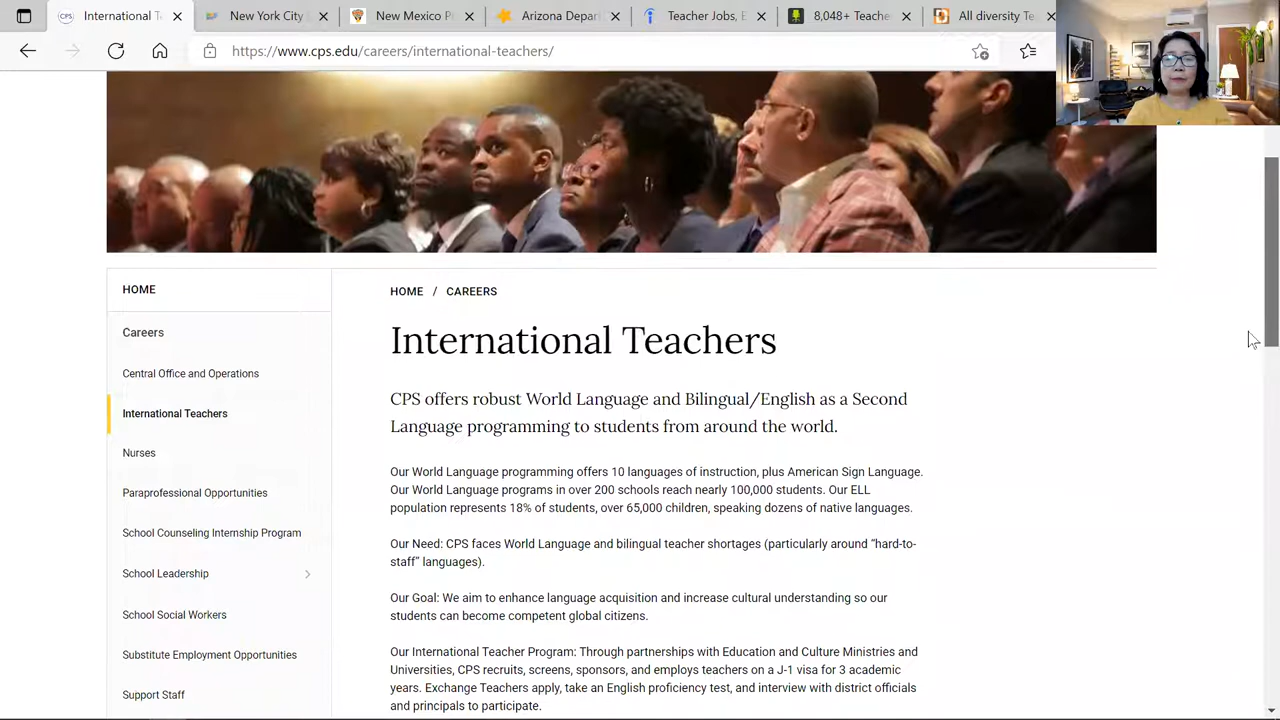 International T
New York City
New Mexico P
Arizona Depar
Teacher Jobs, E
8,048+ Teache
All diversity Te
https://www.cps.edu/careers/international-teachers/
HOME
Careers
Central Office and Operations
International Teachers
Nurses
Paraprofessional Opportunities
School Counseling Internship Program
School Leadership
School Social Workers
Substitute Employment Opportunities
Support Staff
HOME / CAREERS
International Teachers
CPS offers robust World Language and Bilingual/English as a Second
Language programming to students from around the world.
Our World Language programming offers 10 languages of instruction, plus American Sign Language.
Our World Language programs in over 200 schools reach nearly 100,000 students. Our ELL
population represents 18% of students, over 65,000 children, speaking dozens of native languages.
Our Need: CPS faces World Language and bilingual teacher shortages (particularly around “hard-to-
staff” languages).
Our Goal: We aim to enhance language acquisition and increase cultural understanding so our
students can become competent global citizens.
Our International Teacher Program: Through partnerships with Education and Culture Ministries and
Universities, CPS recruits, screens, sponsors, and employs teachers on a J-1 visa for 3 academic
years. Exchange Teachers apply, take an English proficiency test, and interview with district officials
and principals to participate.